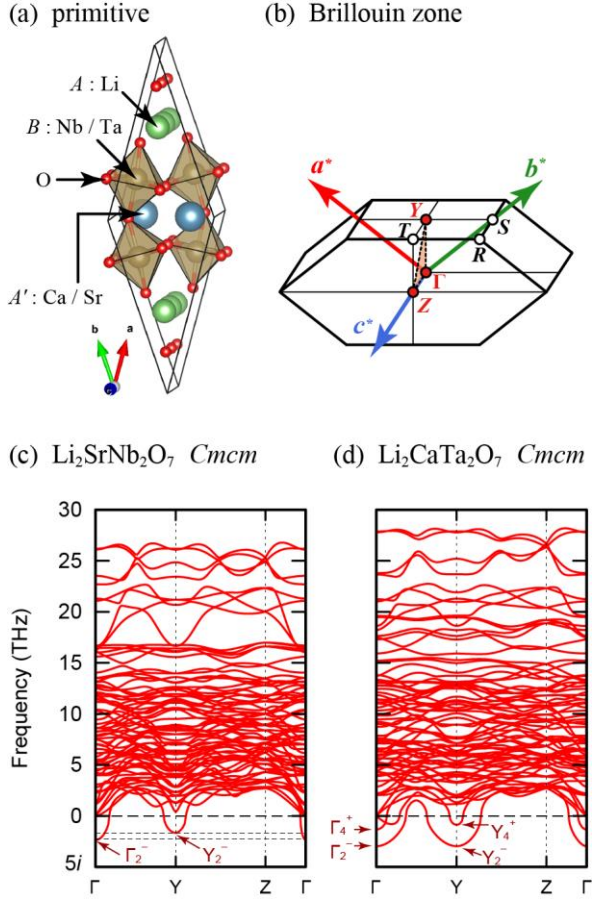 (a) primitive
A : Li
B : Nb / Ta
O
A′ : Ca / Sr
b
a
(b) Brillouin zone
a*
b*
Y
T
S
R
Γ
Z
c*
(c) Li₂SrNb₂O₇ Cmcm
Frequency (THz)
30
25
20
15
10
5
0
5i
Γ₂⁻
Y₂⁻
Γ
Y
Z
Γ
(d) Li₂CaTa₂O₇ Cmcm
Γ₄⁺
Γ₂⁻
Y₄⁺
Y₂⁻
Γ
Y
Z
Γ